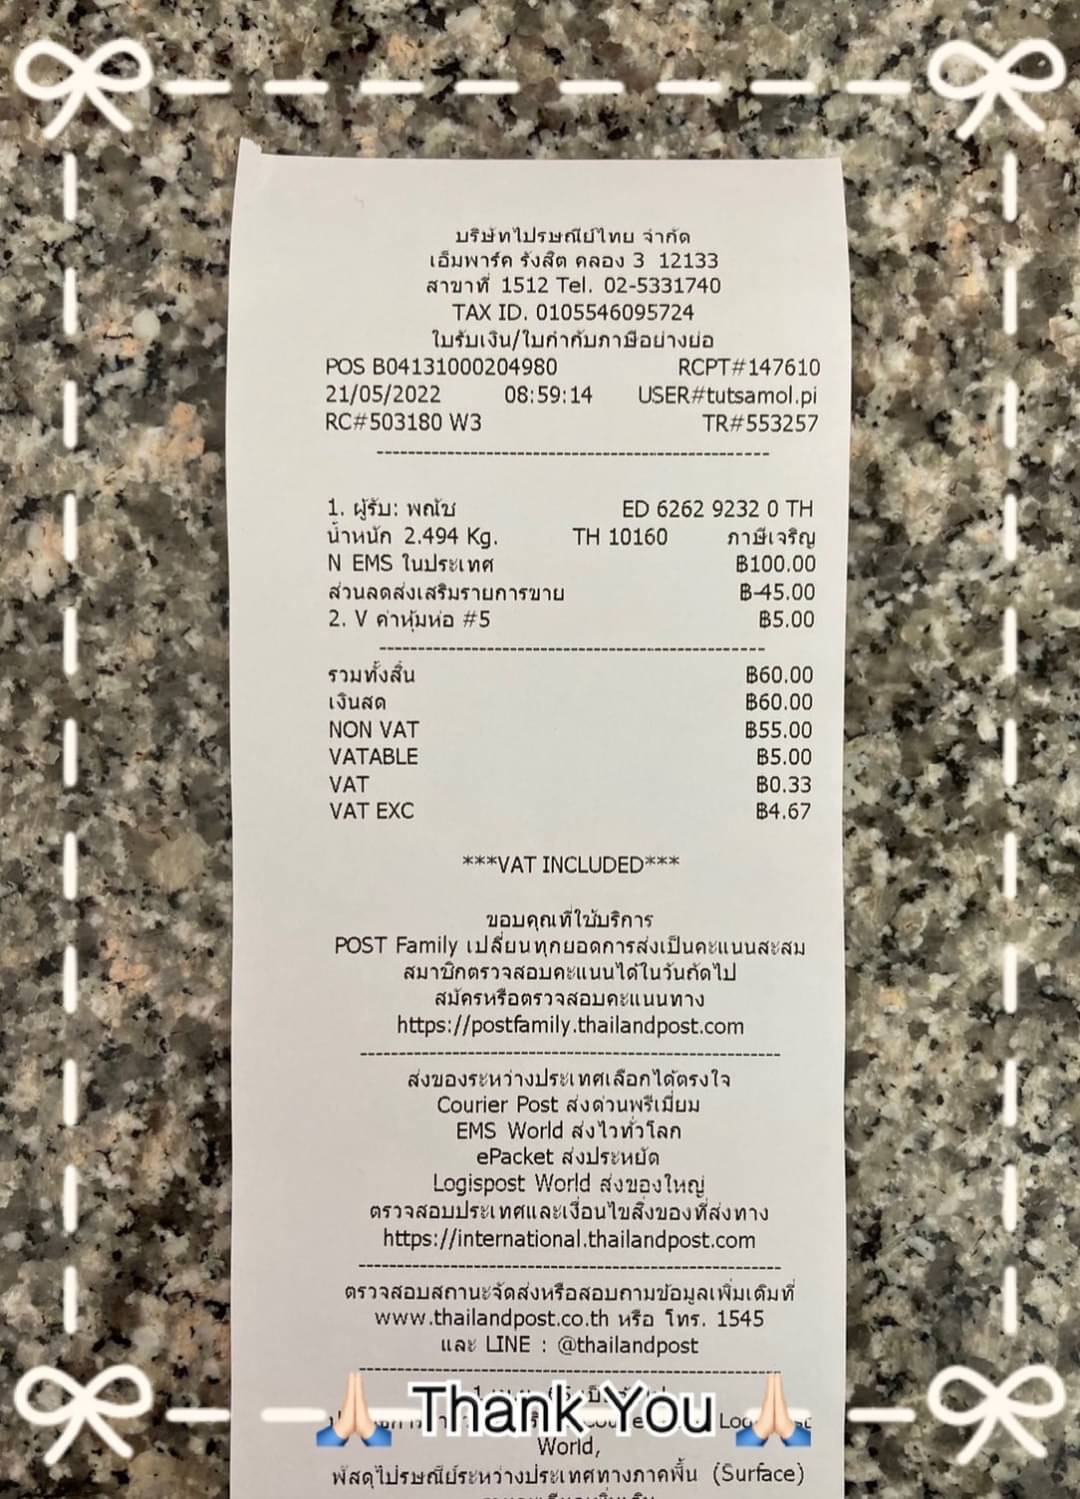 บริษัทไปรษณีย์ไทย จำกัด
เอ็มพาร์ค รังสิต คลอง 3 12133
สาขาที่ 1512 Tel. 02-5331740
TAX ID. 0105546095724
ใบรับเงิน/ใบกำกับภาษีอย่างย่อ
POS B04131000204980 RCPT#147610
21/05/2022 08:59:14 USER#tutsamol.pi
RC#503180 W3 TR#553257
1. ผู้รับ: พณัช ED 6262 9232 0 TH
น้ำหนัก 2.494 Kg. TH 10160 ภาษีเจริญ
N EMS ในประเทศ ฿100.00
ส่วนลดส่งเสริมรายการขาย ฿-45.00
2. V ค่าหุ้มห่อ #5 ฿5.00
รวมทั้งสิ้น ฿60.00
เงินสด ฿60.00
NON VAT ฿55.00
VATABLE ฿5.00
VAT ฿0.33
VAT EXC ฿4.67
***VAT INCLUDED***
ขอบคุณที่ใช้บริการ
POST Family เปลี่ยนทุกยอดการส่งเป็นคะแนนสะสม
สมาชิกตรวจสอบคะแนนได้ในวันถัดไป
สมัครหรือตรวจสอบคะแนนทาง
https://postfamily.thailandpost.com
ส่งของระหว่างประเทศเลือกได้ตรงใจ
Courier Post ส่งด่วนพรีเมี่ยม
EMS World ส่งไวทั่วโลก
ePacket ส่งประหยัด
Logispost World ส่งของใหญ่
ตรวจสอบประเทศและเงื่อนไขสิ่งของที่ส่งทาง
https://international.thailandpost.com
ตรวจสอบสถานะจัดส่งหรือสอบถามข้อมูลเพิ่มเติมที่
www.thailandpost.co.th หรือ โทร. 1545
และ LINE : @thailandpost
Thank You
World,
พัสดุไปรษณีย์ระหว่างประเทศทางภาคพื้น (Surface)